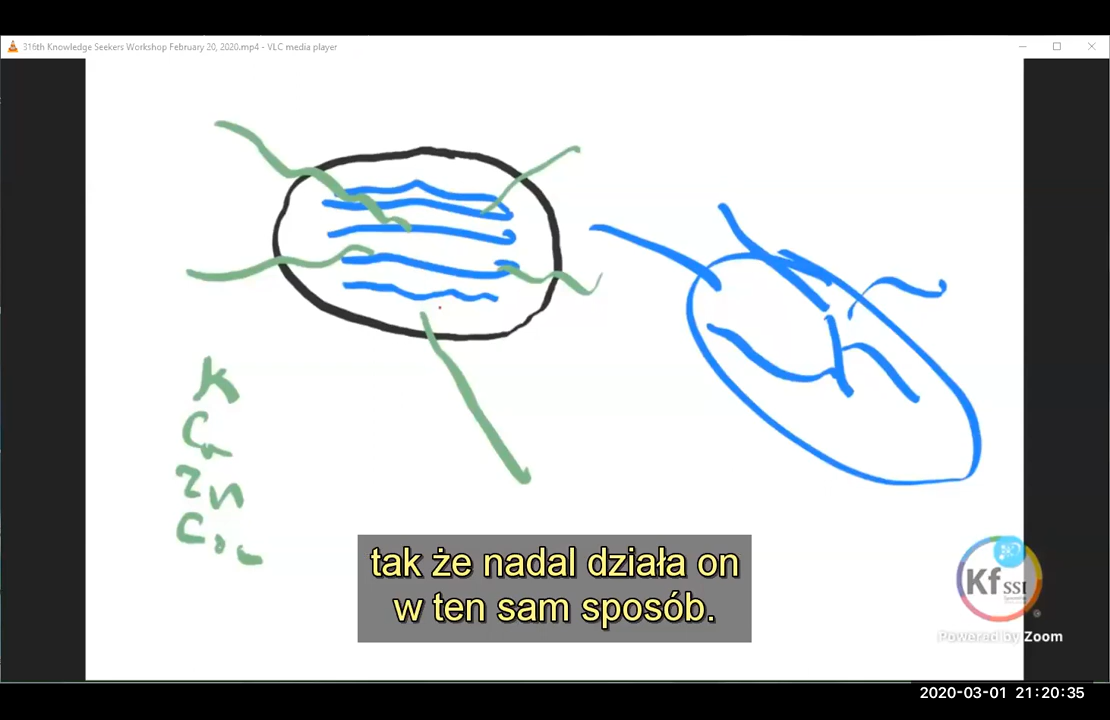 316th Knowledge Seekers Workshop February 20, 2020.mp4 - VLC media player
K
Zn
tak że nadal działa on
w ten sam sposób.
Kf SSI
Powered by Zoom
2020-03-01 21:20:35